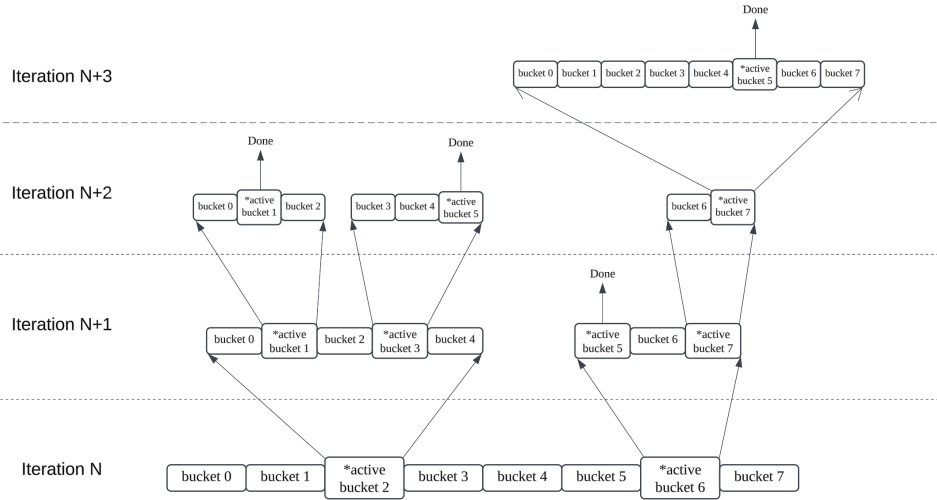 Done
Iteration N+3
bucket 0
bucket 1
bucket 2
bucket 3
bucket 4
*active
bucket 5
bucket 6
bucket 7
Done
Done
Iteration N+2
bucket 0
*active
bucket 1
bucket 2
bucket 3
bucket 4
*active
bucket 5
bucket 6
*active
bucket 7
Done
Iteration N+1
bucket 0
*active
bucket 1
bucket 2
*active
bucket 3
bucket 4
*active
bucket 5
bucket 6
*active
bucket 7
Iteration N
bucket 0
bucket 1
*active
bucket 2
bucket 3
bucket 4
bucket 5
*active
bucket 6
bucket 7